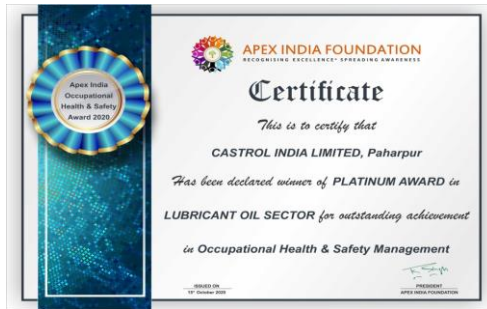 APEX INDIA FOUNDATION
RECOGNISING EXCELLENCE* SPREADING AWARENESS
Certificate
Apex India
Occupational
Health & Safety
Award 2020
This is to certify that
CASTROL INDIA LIMITED, Paharpur
Has been declared winner of PLATINUM AWARD in
LUBRICANT OIL SECTOR for outstanding achievement
in Occupational Health & Safety Management
ISSUED ON
15th October 2020
PRESIDENT
APEX INDIA FOUNDATION